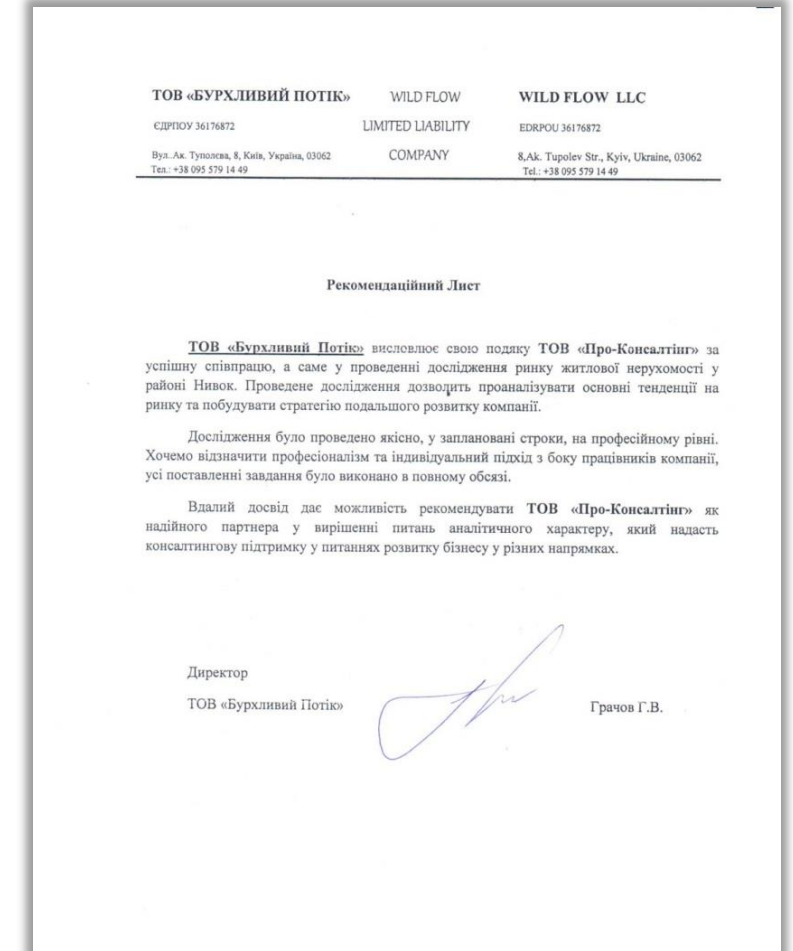 ТОВ «БУРХЛИВИЙ ПОТІК» WILD FLOW WILD FLOW LLC
ЄДРПОУ 36176872 LIMITED LIABILITY EDRPOU 36176872
Вул..Ак. Туполєва, 8, Київ, Україна, 03062 COMPANY 8,Ak. Tupolev Str., Kyiv, Ukraine, 03062
Тел.: +38 095 579 14 49 Tel.: +38 095 579 14 49
Рекомендаційний Лист
ТОВ «Бурхливий Потік» висловлює свою подяку ТОВ «Про-Консалтінг» за
успішну співпрацю, а саме у проведенні дослідження ринку житлової нерухомості у
районі Нивок. Проведене дослідження дозволить проаналізувати основні тенденції на
ринку та побудувати стратегію подальшого розвитку компанії.
Дослідження було проведено якісно, у заплановані строки, на професійному рівні.
Хочемо відзначити професіоналізм та індивідуальний підхід з боку працівників компанії,
усі поставленні завдання було виконано в повному обсязі.
Вдалий досвід дає можливість рекомендувати ТОВ «Про-Консалтінг» як
надійного партнера у вирішенні питань аналітичного характеру, який надасть
консалтингову підтримку у питаннях розвитку бізнесу у різних напрямках.
Директор
ТОВ «Бурхливий Потік» Грачов Г.В.